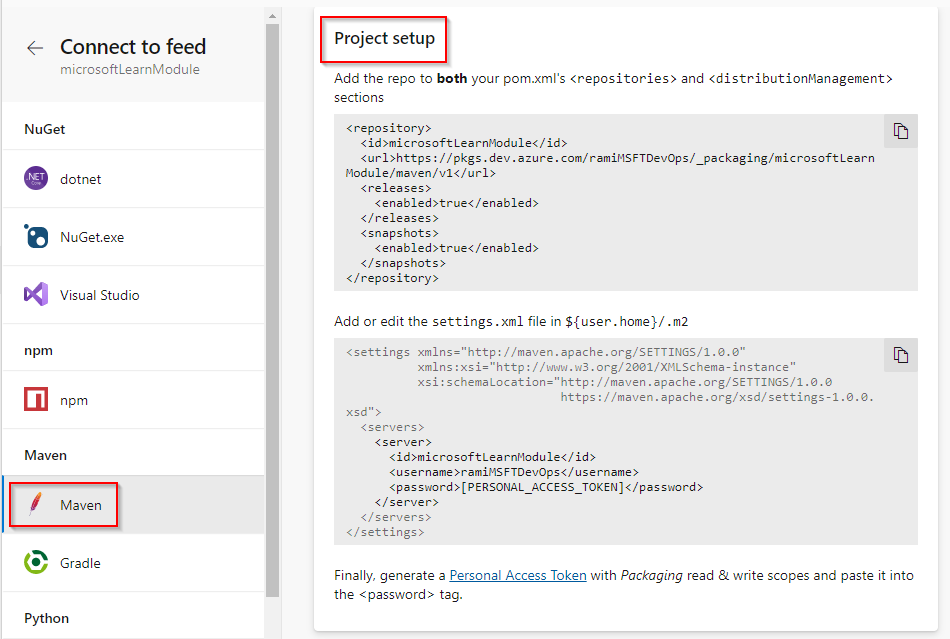 Connect to feed
microsoftLearnModule
NuGet
.NET
Core
dotnet
NuGet.exe
Visual Studio
npm
npm
Maven
Maven
Gradle
Python
Project setup
Add the repo to both your pom.xml's <repositories> and <distributionManagement>
sections
<repository>
<id>microsoftLearnModule</id>
<url>https://pkgs.dev.azure.com/ramiMSFTDevOps/_packaging/microsoftLearn
Module/maven/v1</url>
<releases>
<enabled>true</enabled>
</releases>
<snapshots>
<enabled>true</enabled>
</snapshots>
</repository>
Add or edit the settings.xml file in ${user.home}/.m2
<settings xmlns="http://maven.apache.org/SETTINGS/1.0.0"
xmlns:xsi="http://www.w3.org/2001/XMLSchema-instance"
xsi:schemaLocation="http://maven.apache.org/SETTINGS/1.0.0
https://maven.apache.org/xsd/settings-1.0.0.
xsd">
<servers>
<server>
<id>microsoftLearnModule</id>
<username>ramiMSFTDevOps</username>
<password>[PERSONAL_ACCESS_TOKEN]</password>
</server>
</servers>
</settings>
Finally, generate a Personal Access Token with Packaging read & write scopes and paste it into
the <password> tag.